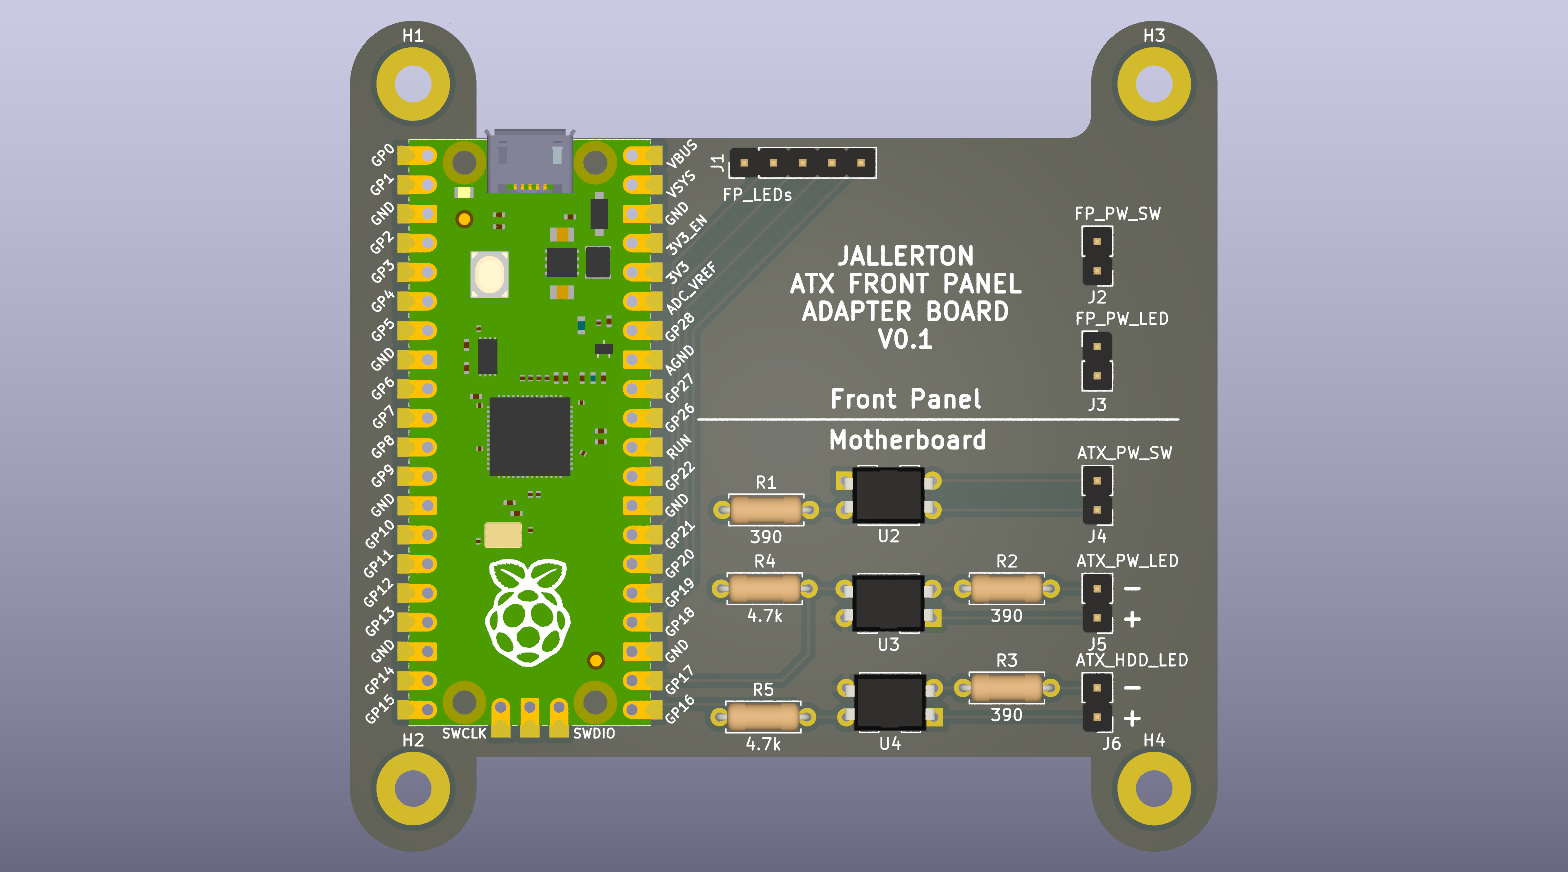 H1
H3
GP0
GP1
GND
GP2
GP3
GP4
GP5
GND
GP6
GP7
GP8
GP9
GND
GP10
GP11
GP12
GP13
GND
GP14
GP15
VBUS
VSYS
GND
3V3_EN
3V3
ADC_VREF
GP28
AGND
GP27
GP26
RUN
GP22
GND
GP21
GP20
GP19
GP18
GND
GP17
GP16
SWCLK
SWDIO
J1
FP_LEDs
JALLERTON
ATX FRONT PANEL
ADAPTER BOARD
V0.1
FP_PW_SW
J2
FP_PW_LED
J3
Front Panel
Motherboard
R1
390
U2
ATX_PW_SW
J4
R4
4.7k
U3
R2
390
ATX_PW_LED
−
+
J5
R5
4.7k
U4
R3
390
ATX_HDD_LED
−
+
J6
H2
H4